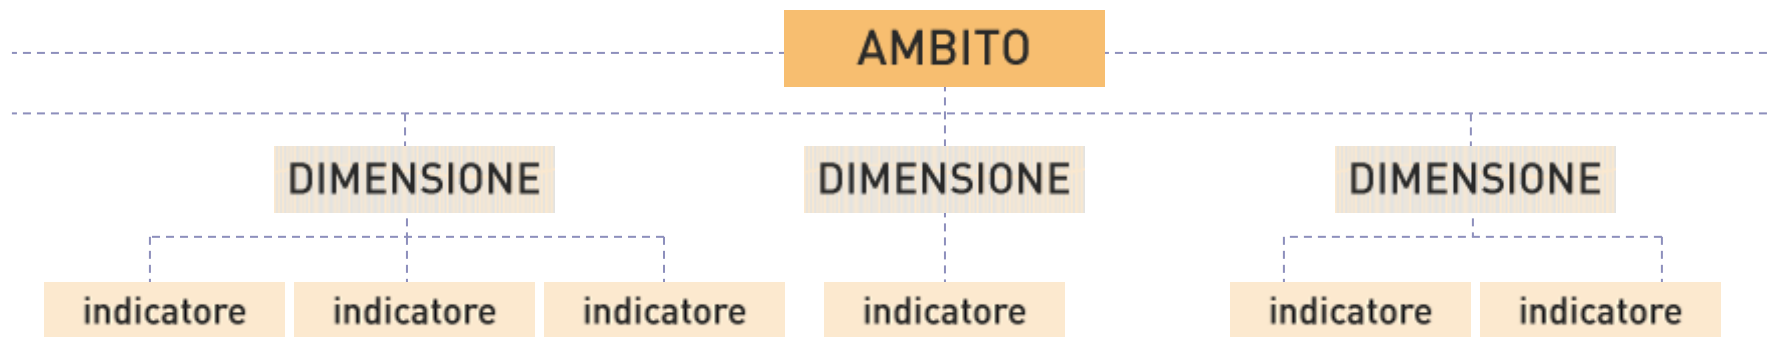 AMBITO
DIMENSIONE DIMENSIONE DIMENSIONE
indicatore indicatore indicatore indicatore indicatore indicatore